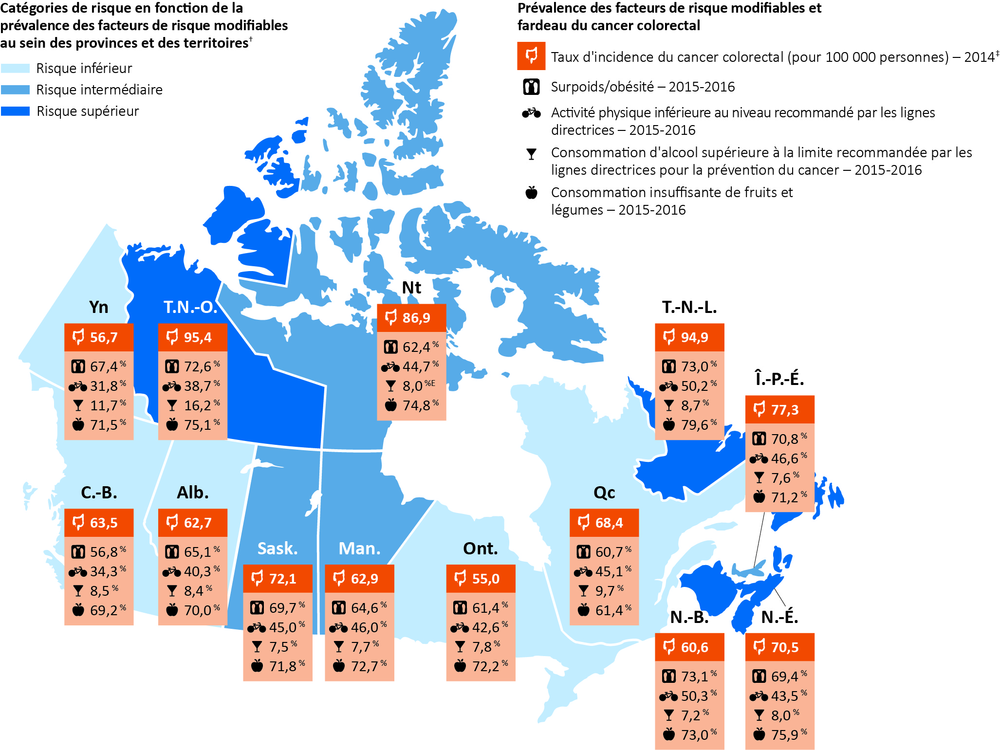 Catégories de risque en fonction de la
prévalence des facteurs de risque modifiables
au sein des provinces et des territoires†
Risque inférieur
Risque intermédiaire
Risque supérieur
Prévalence des facteurs de risque modifiables et
fardeau du cancer colorectal
Taux d'incidence du cancer colorectal (pour 100 000 personnes) – 2014‡
Surpoids/obésité – 2015-2016
Activité physique inférieure au niveau recommandé par les lignes
directrices – 2015-2016
Consommation d'alcool supérieure à la limite recommandée par les
lignes directrices pour la prévention du cancer – 2015-2016
Consommation insuffisante de fruits et
légumes – 2015-2016
Yn
56,7
67,4 %
31,8 %
11,7 %
71,5 %
T.N.-O.
95,4
72,6 %
38,7 %
16,2 %
75,1 %
Nt
86,9
62,4 %
44,7 %
8,0 %E
74,8 %
T.-N.-L.
94,9
73,0 %
50,2 %
8,7 %
79,6 %
Î.-P.-É.
77,3
70,8 %
46,6 %
7,6 %
71,2 %
C.-B.
63,5
56,8 %
34,3 %
8,5 %
69,2 %
Alb.
62,7
65,1 %
40,3 %
8,4 %
70,0 %
Sask.
72,1
69,7 %
45,0 %
7,5 %
71,8 %
Man.
62,9
64,6 %
46,0 %
7,7 %
72,7 %
Ont.
55,0
61,4 %
42,6 %
7,8 %
72,2 %
Qc
68,4
60,7 %
45,1 %
9,7 %
61,4 %
N.-B.
60,6
73,1 %
50,3 %
7,2 %
73,0 %
N.-É.
70,5
69,4 %
43,5 %
8,0 %
75,9 %